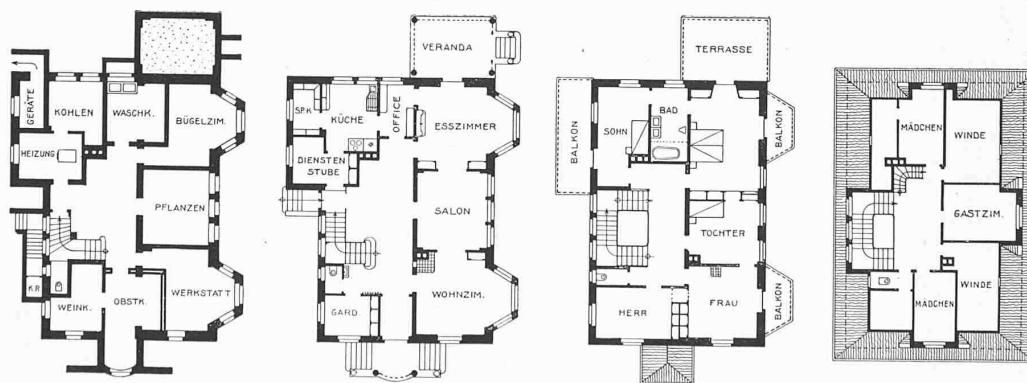 GERÄTE
KOHLEN
WASCHK.
BÜGELZIM.
HEIZUNG
PFLANZEN
K.R
WEINK.
OBSTK.
WERKSTATT
VERANDA
SPK.
KÜCHE
OFFICE
ESSZIMMER
DIENSTEN
STUBE
SALON
WOHNZIM.
GARD.
TERRASSE
BALKON
SOHN
BAD
BALKON
TOCHTER
HERR
FRAU
BALKON
MÄDCHEN
WINDE
GASTZIM.
WINDE
MÄDCHEN